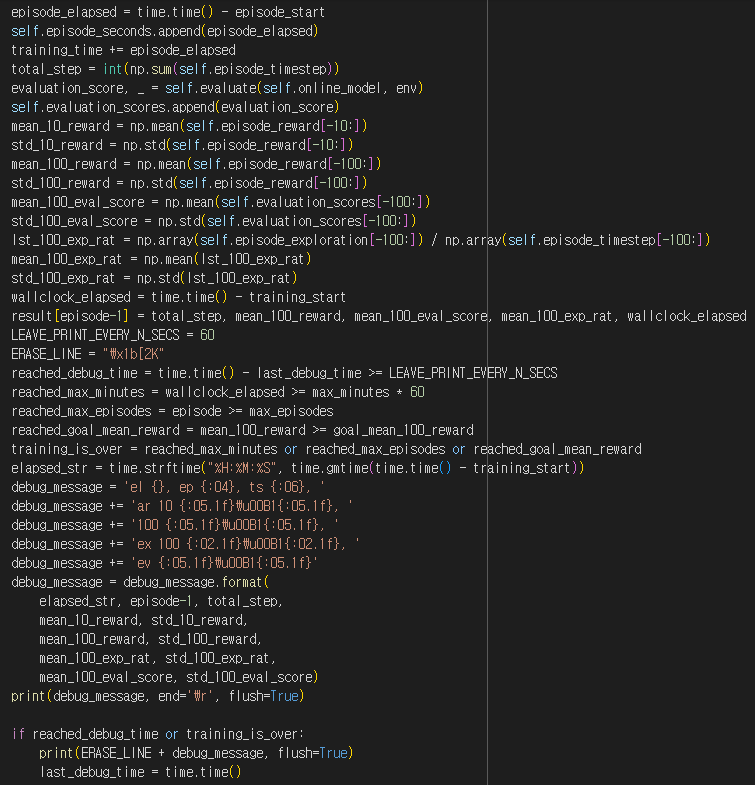 episode_elapsed = time.time() - episode_start
self.episode_seconds.append(episode_elapsed)
training_time += episode_elapsed
total_step = int(np.sum(self.episode_timestep))
evaluation_score, _ = self.evaluate(self.online_model, env)
self.evaluation_scores.append(evaluation_score)
mean_10_reward = np.mean(self.episode_reward[-10:])
std_10_reward = np.std(self.episode_reward[-10:])
mean_100_reward = np.mean(self.episode_reward[-100:])
std_100_reward = np.std(self.episode_reward[-100:])
mean_100_eval_score = np.mean(self.evaluation_scores[-100:])
std_100_eval_score = np.std(self.evaluation_scores[-100:])
lst_100_exp_rat = np.array(self.episode_exploration[-100:]) / np.array(self.episode_timestep[-100:])
mean_100_exp_rat = np.mean(lst_100_exp_rat)
std_100_exp_rat = np.std(lst_100_exp_rat)
wallclock_elapsed = time.time() - training_start
result[episode-1] = total_step, mean_100_reward, mean_100_eval_score, mean_100_exp_rat, wallclock_elapsed
LEAVE_PRINT_EVERY_N_SECS = 60
ERASE_LINE = "₩x1b[2K"
reached_debug_time = time.time() - last_debug_time >= LEAVE_PRINT_EVERY_N_SECS
reached_max_minutes = wallclock_elapsed >= max_minutes * 60
reached_max_episodes = episode >= max_episodes
reached_goal_mean_reward = mean_100_reward >= goal_mean_100_reward
training_is_over = reached_max_minutes or reached_max_episodes or reached_goal_mean_reward
elapsed_str = time.strftime("%H:%M:%S", time.gmtime(time.time() - training_start))
debug_message = 'el {}, ep {:04}, ts {:06}, '
debug_message += 'ar 10 {:05.1f}₩u00B1{:05.1f}, '
debug_message += '100 {:05.1f}₩u00B1{:05.1f}, '
debug_message += 'ex 100 {:02.1f}₩u00B1{:02.1f}, '
debug_message += 'ev {:05.1f}₩u00B1{:05.1f}'
debug_message = debug_message.format(
    elapsed_str, episode-1, total_step,
    mean_10_reward, std_10_reward,
    mean_100_reward, std_100_reward,
    mean_100_exp_rat, std_100_exp_rat,
    mean_100_eval_score, std_100_eval_score)
print(debug_message, end='₩r', flush=True)
if reached_debug_time or training_is_over:
    print(ERASE_LINE + debug_message, flush=True)
    last_debug_time = time.time()